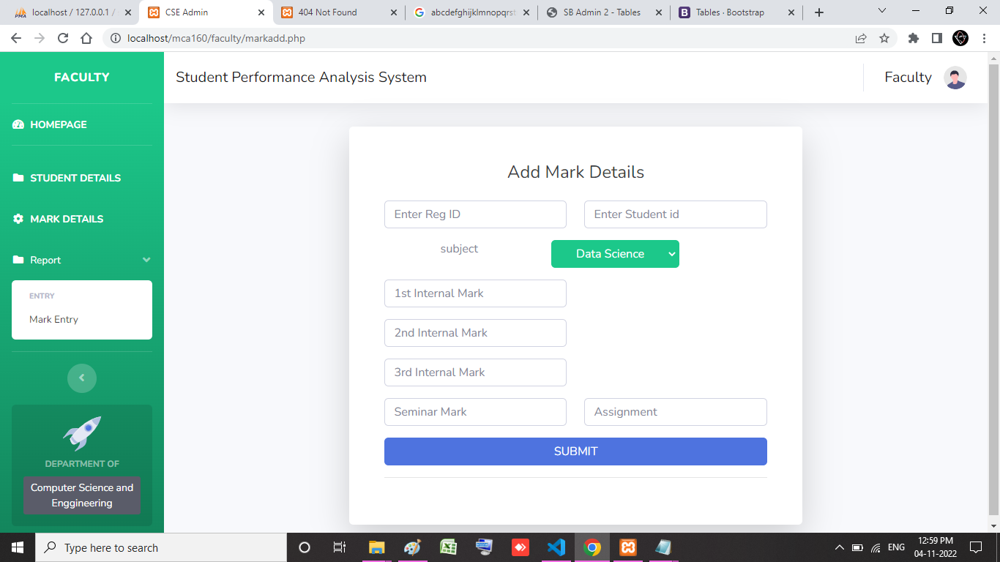 localhost / 127.0.0.1 /
CSE Admin
404 Not Found
abcdefghijklmnopqrst
SB Admin 2 - Tables
Tables · Bootstrap
localhost/mca160/faculty/markadd.php
FACULTY
Student Performance Analysis System
Faculty
HOMEPAGE
STUDENT DETAILS
MARK DETAILS
Report
ENTRY
Mark Entry
DEPARTMENT OF
Computer Science and
Enggineering
Add Mark Details
Enter Reg ID
Enter Student id
subject
Data Science
1st Internal Mark
2nd Internal Mark
3rd Internal Mark
Seminar Mark
Assignment
SUBMIT
Type here to search
ENG
12:59 PM
04-11-2022